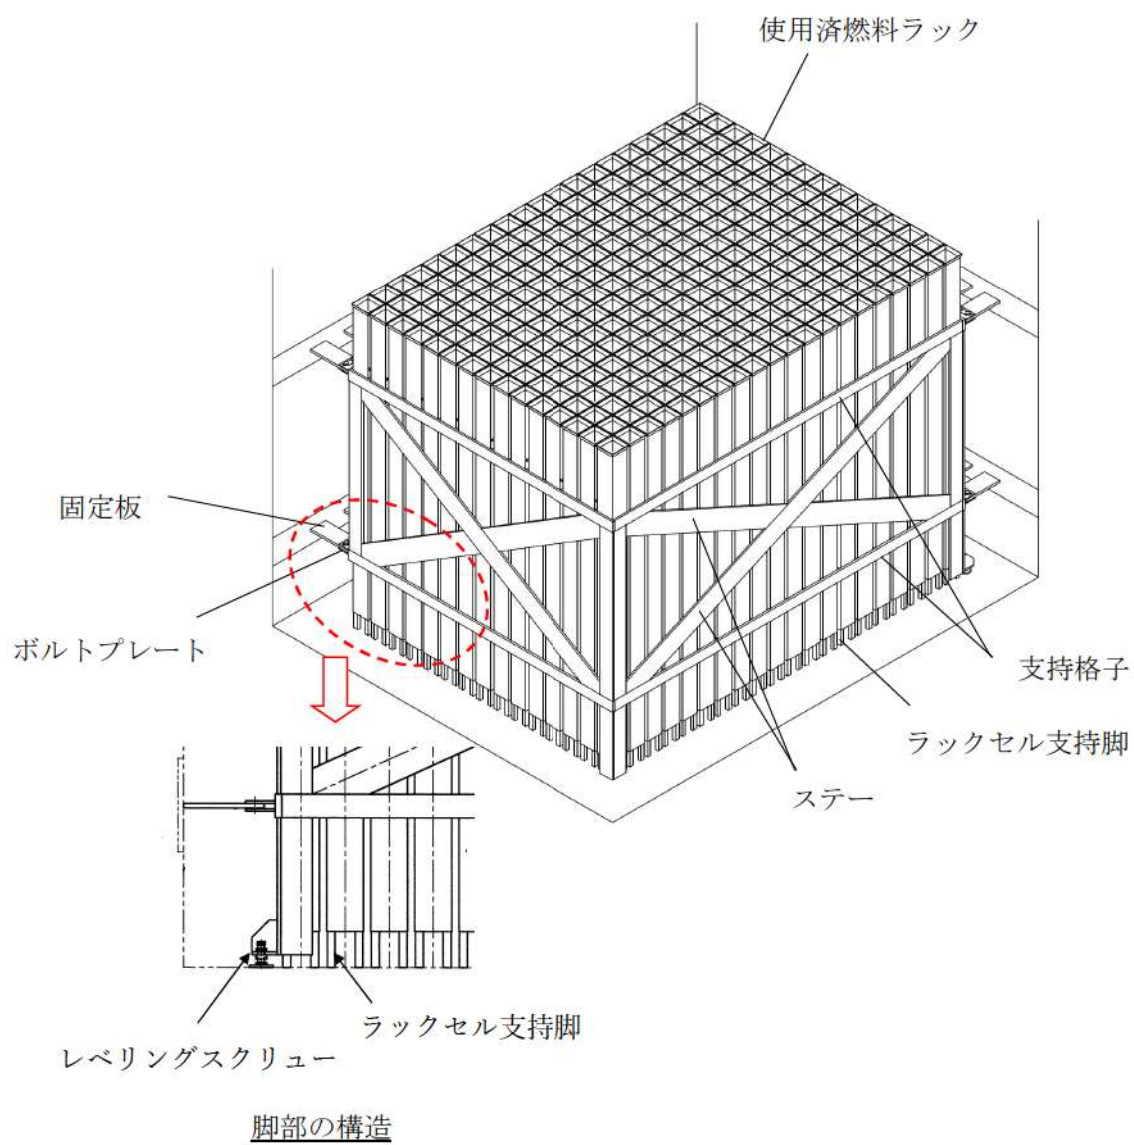 使用済燃料ラック
固定板
ボルトプレート
支持格子
ラックセル支持脚
ステー
ラックセル支持脚
レベリングスクリュー
脚部の構造